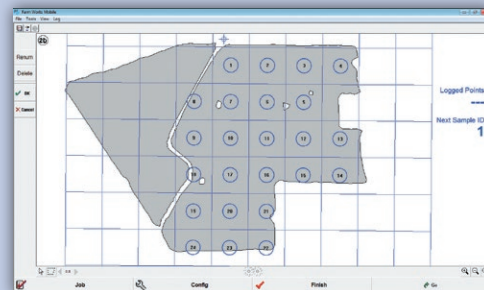 Farm Works Mobile
File Tools View Log
Return
Delete
OK
Cancel
Logged Points
---
Next Sample ID
1
1 2 3 4
8 7 6 5
9 10 11 12 13
18 17 16 15 14
19 20 21
24 23 22
Job Config Finish Go